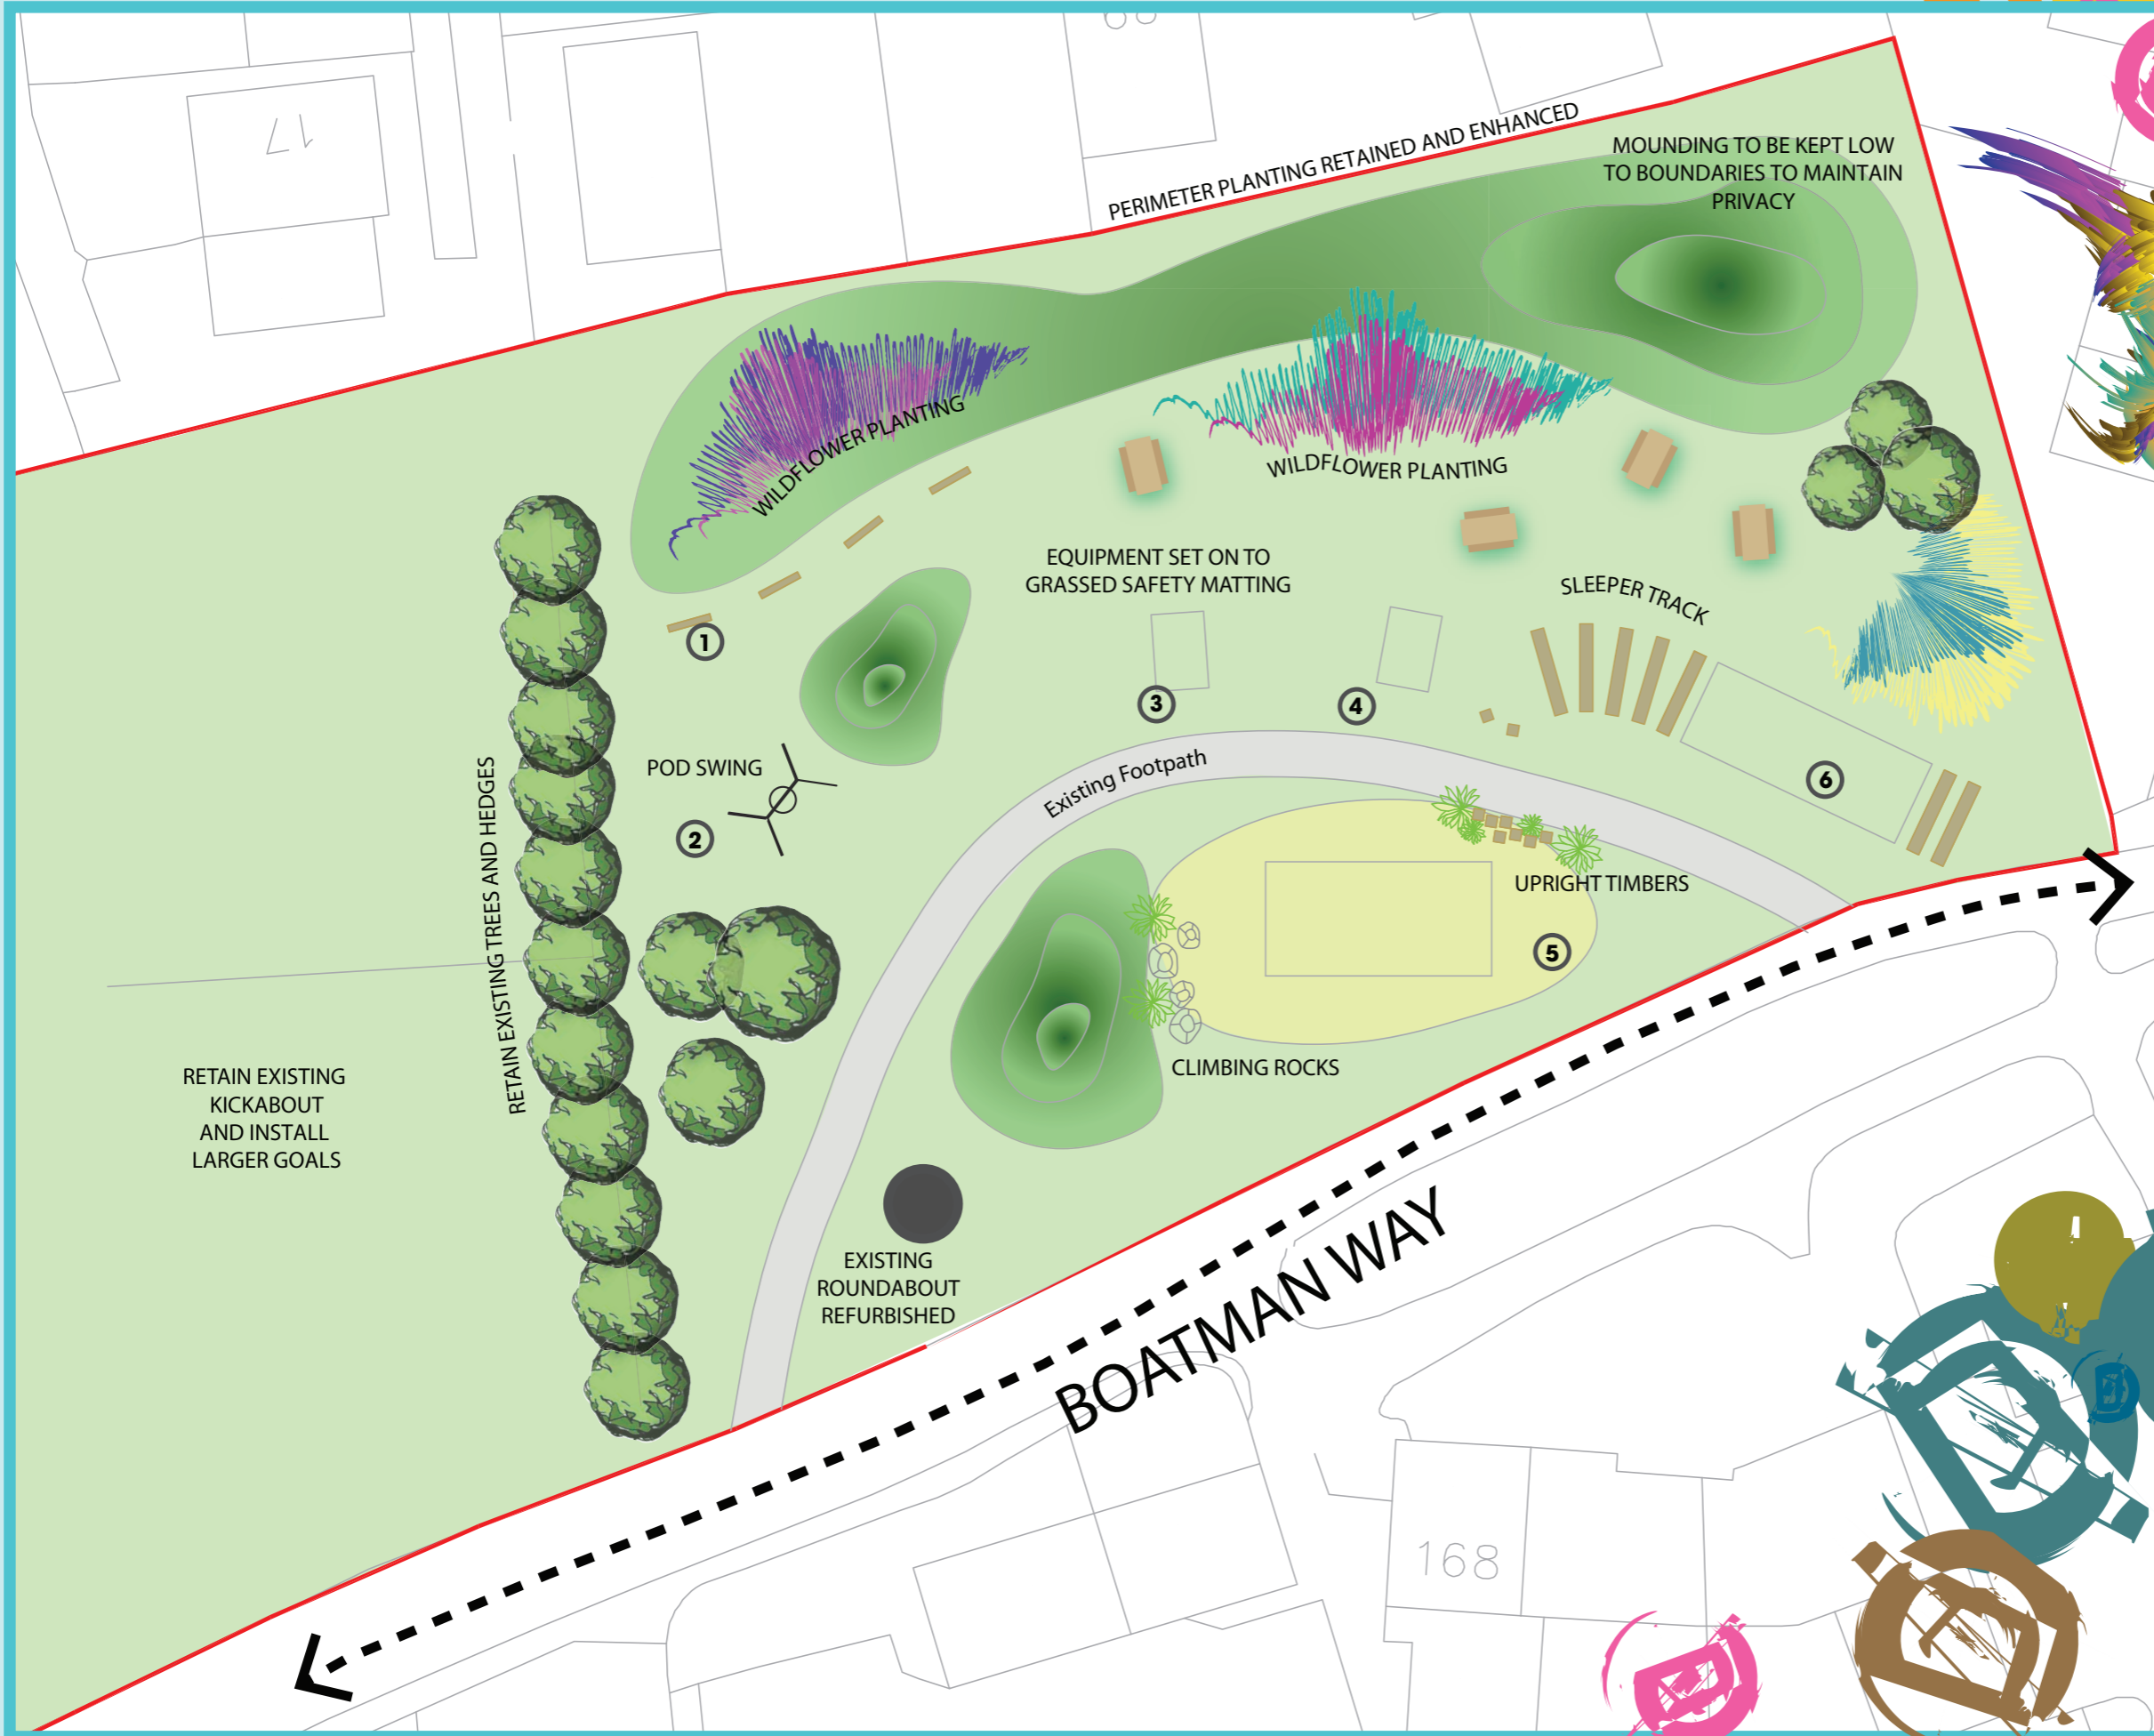 17
PERIMETER PLANTING RETAINED AND ENHANCED
MOUNDING TO BE KEPT LOW
TO BOUNDARIES TO MAINTAIN
PRIVACY
WILDFLOWER PLANTING
WILDFLOWER PLANTING
EQUIPMENT SET ON TO
GRASSED SAFETY MATTING
SLEEPER TRACK
1
3
4
POD SWING
Existing Footpath
6
2
RETAIN EXISTING TREES AND HEDGES
UPRIGHT TIMBERS
5
CLIMBING ROCKS
RETAIN EXISTING
KICKABOUT
AND INSTALL
LARGER GOALS
EXISTING
ROUNDABOUT
REFURBISHED
BOATMAN WAY
168